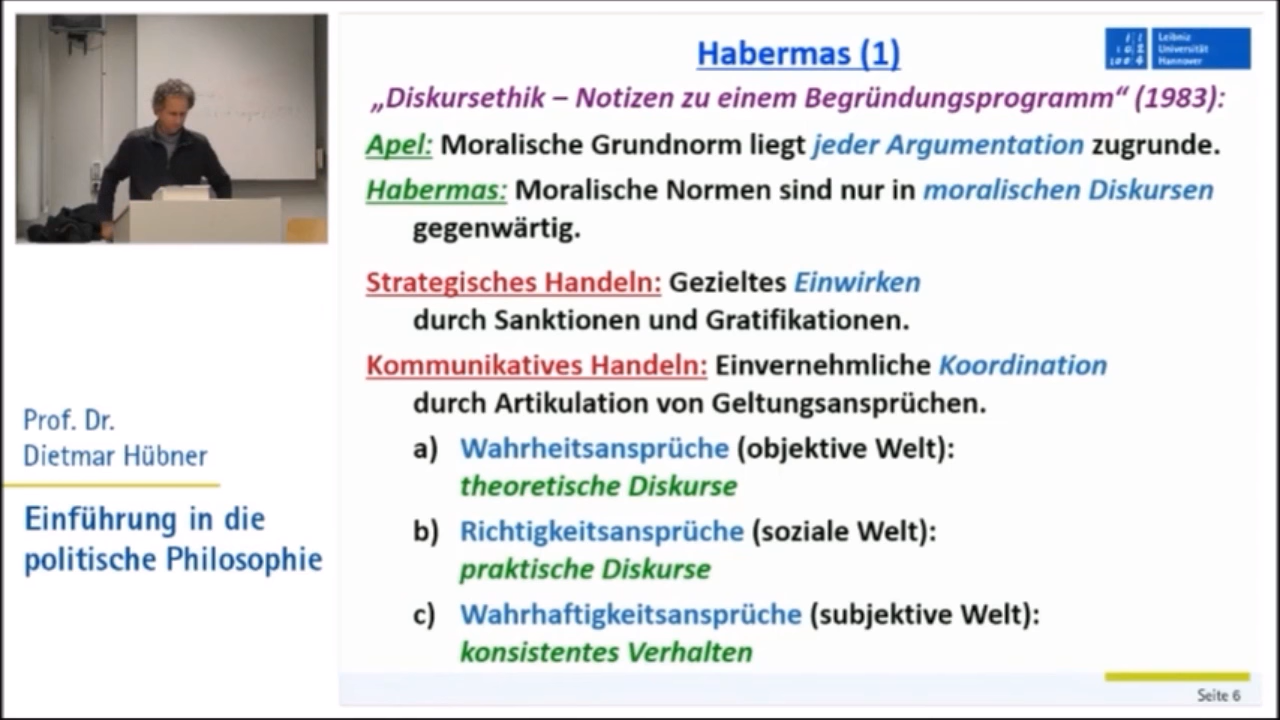 Habermas (1)
Leibniz
Universität
Hannover
„Diskursethik – Notizen zu einem Begründungsprogramm“ (1983):
Apel: Moralische Grundnorm liegt jeder Argumentation zugrunde.
Habermas: Moralische Normen sind nur in moralischen Diskursen
gegenwärtig.
Strategisches Handeln: Gezieltes Einwirken
durch Sanktionen und Gratifikationen.
Kommunikatives Handeln: Einvernehmliche Koordination
durch Artikulation von Geltungsansprüchen.
a) Wahrheitsansprüche (objektive Welt):
theoretische Diskurse
b) Richtigkeitsansprüche (soziale Welt):
praktische Diskurse
c) Wahrhaftigkeitsansprüche (subjektive Welt):
konsistentes Verhalten
Seite 6
Prof. Dr.
Dietmar Hübner
Einführung in die
politische Philosophie